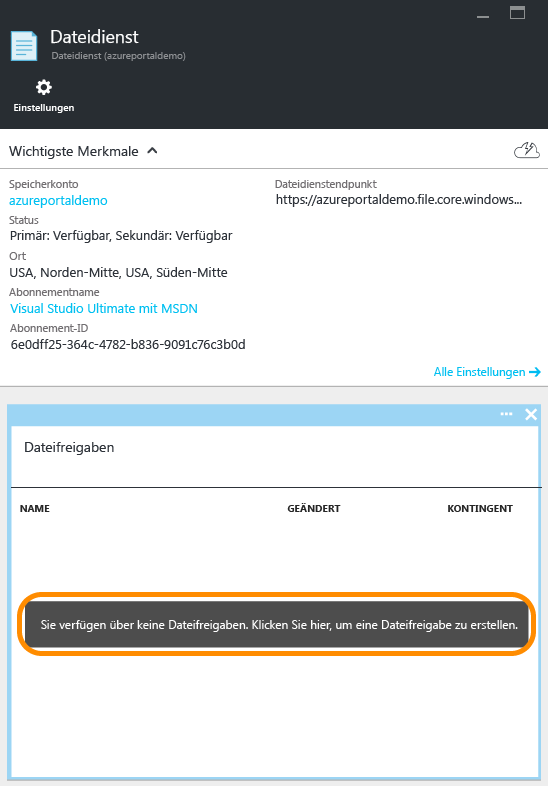 Dateidienst
Dateidienst (azureportaldemo)
Einstellungen
Wichtigste Merkmale
Speicherkonto
azureportaldemo
Status
Primär: Verfügbar, Sekundär: Verfügbar
Ort
USA, Norden-Mitte, USA, Süden-Mitte
Abonnementname
Visual Studio Ultimate mit MSDN
Abonnement-ID
6e0dff25-364c-4782-b836-9091c76c3b0d
Dateidienstendpunkt
https://azureportaldemo.file.core.windows...
Alle Einstellungen
Dateifreigaben
NAME GEÄNDERT KONTINGENT
Sie verfügen über keine Dateifreigaben. Klicken Sie hier, um eine Dateifreigabe zu erstellen.